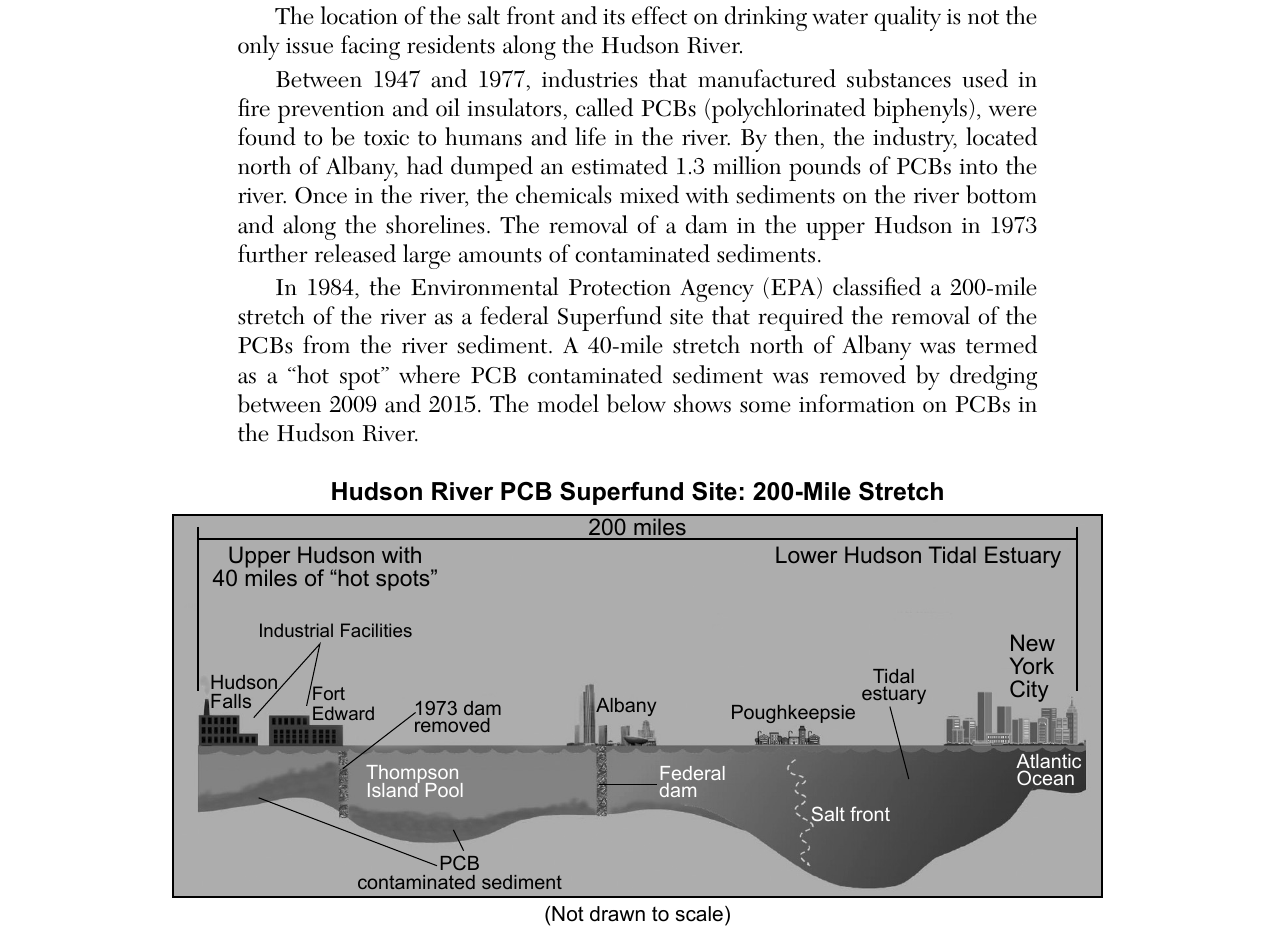 The location of the salt front and its effect on drinking water quality is not the
only issue facing residents along the Hudson River.
Between 1947 and 1977, industries that manufactured substances used in
fire prevention and oil insulators, called PCBs (polychlorinated biphenyls), were
found to be toxic to humans and life in the river. By then, the industry, located
north of Albany, had dumped an estimated 1.3 million pounds of PCBs into the
river. Once in the river, the chemicals mixed with sediments on the river bottom
and along the shorelines. The removal of a dam in the upper Hudson in 1973
further released large amounts of contaminated sediments.
In 1984, the Environmental Protection Agency (EPA) classified a 200-mile
stretch of the river as a federal Superfund site that required the removal of the
PCBs from the river sediment. A 40-mile stretch north of Albany was termed
as a “hot spot” where PCB contaminated sediment was removed by dredging
between 2009 and 2015. The model below shows some information on PCBs in
the Hudson River.
Hudson River PCB Superfund Site: 200-Mile Stretch
200 miles
Upper Hudson with
40 miles of “hot spots”
Lower Hudson Tidal Estuary
Industrial Facilities
Hudson
Falls
Fort
Edward
1973 dam
removed
Albany
Poughkeepsie
Tidal
estuary
New
York
City
Thompson
Island Pool
Federal
dam
Salt front
Atlantic
Ocean
PCB
contaminated sediment
(Not drawn to scale)